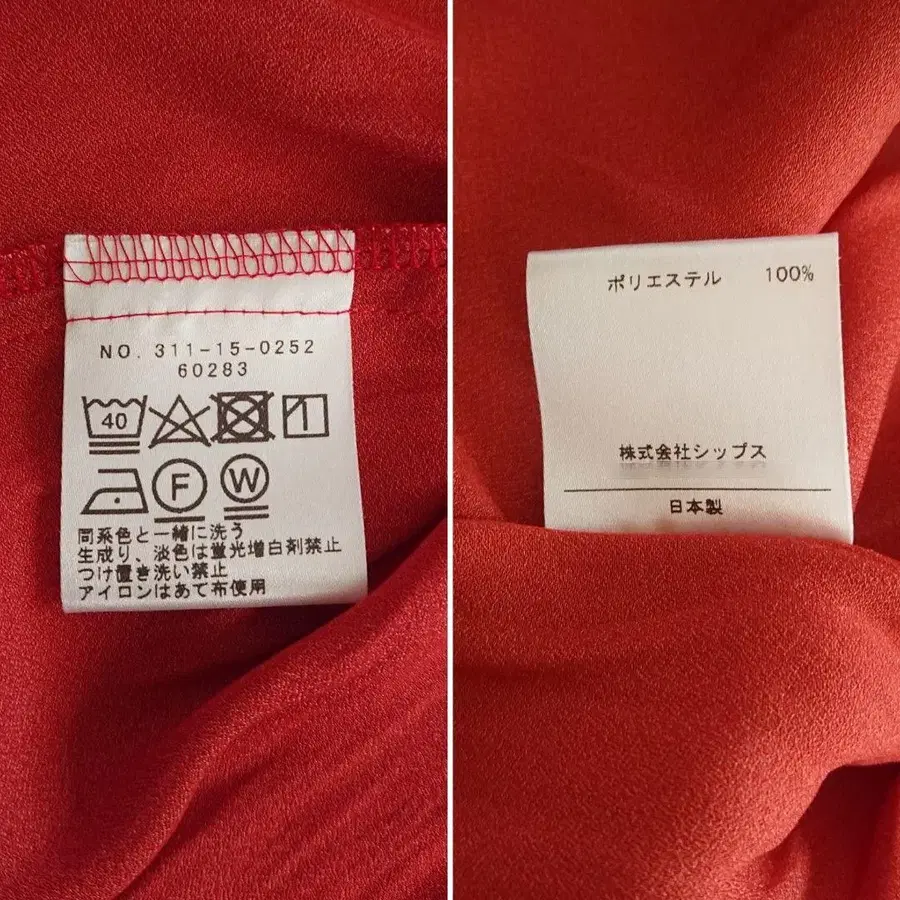 NO. 311-15-0252
60283
40
F
W
同系色と一緒に洗う
生成り、淡色は蛍光増白剤禁止
つけ置き洗い禁止
アイロンはあて布使用
ポリエステル 100%
株式会社シップス
日本製